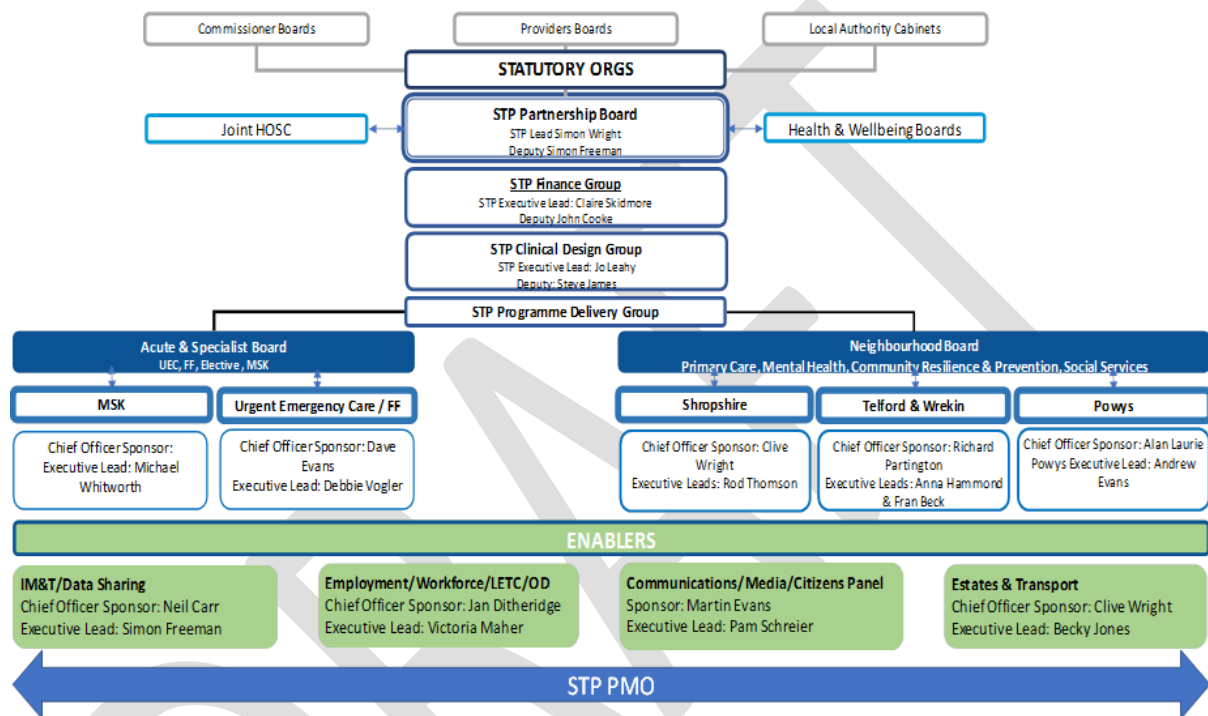 Commissioner Boards
Providers Boards
Local Authority Cabinets
STATUTORY ORGS
STP Partnership Board
STP Lead Simon Wright
Deputy Simon Freeman
Joint HOSC
Health & Wellbeing Boards
STP Finance Group
STP Executive Lead: Claire Skidmore
Deputy John Cooke
STP Clinical Design Group
STP Executive Lead: Jo Leahy
Deputy: Steve James
STP Programme Delivery Group
Acute & Specialist Board
UEC, FF, Elective , MSK
Neighbourhood Board
Primary Care, Mental Health, Community Resilience & Prevention, Social Services
MSK
Urgent Emergency Care / FF
Shropshire
Telford & Wrekin
Powys
Chief Officer Sponsor:
Executive Lead: Michael
Whitworth
Chief Officer Sponsor: Dave
Evans
Executive Lead: Debbie Vogler
Chief Officer Sponsor: Clive
Wright
Executive Leads: Rod Thomson
Chief Officer Sponsor: Richard
Partington
Executive Leads: Anna Hammond
& Fran Beck
Chief Officer Sponsor: Alan Laurie
Powys Executive Lead: Andrew
Evans
ENABLERS
IM&T/Data Sharing
Chief Officer Sponsor: Neil Carr
Executive Lead: Simon Freeman
Employment/Workforce/LETC/OD
Chief Officer Sponsor: Jan Ditheridge
Executive Lead: Victoria Maher
Communications/Media/Citizens Panel
Sponsor: Martin Evans
Executive Lead: Pam Schreier
Estates & Transport
Chief Officer Sponsor: Clive Wright
Executive Lead: Becky Jones
STP PMO
DRAFT